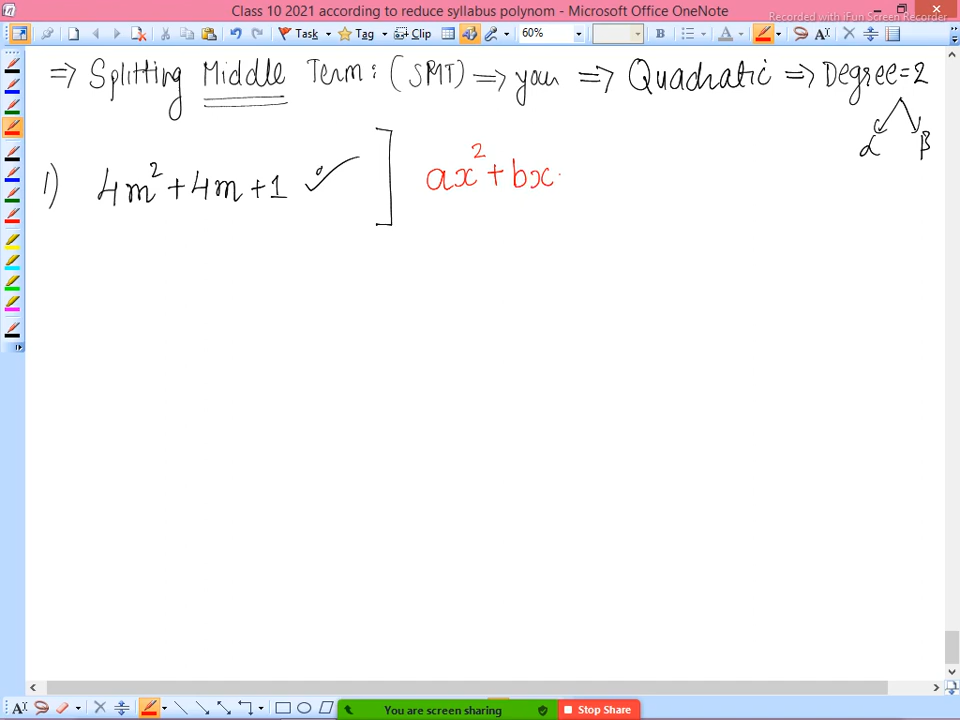 Class 10 2021 according to reduce syllabus polynom - Microsoft Office OneNote
Recorded with iFun Screen Recorder
Task Tag Clip 60% B A
⇒ Splitting Middle Term: (SMT) ⇒ your ⇒ Quadratic ⇒ Degree=2
α β
1) 4m² + 4m + 1 ✓ ] ax² + bx
You are screen sharing Stop Share